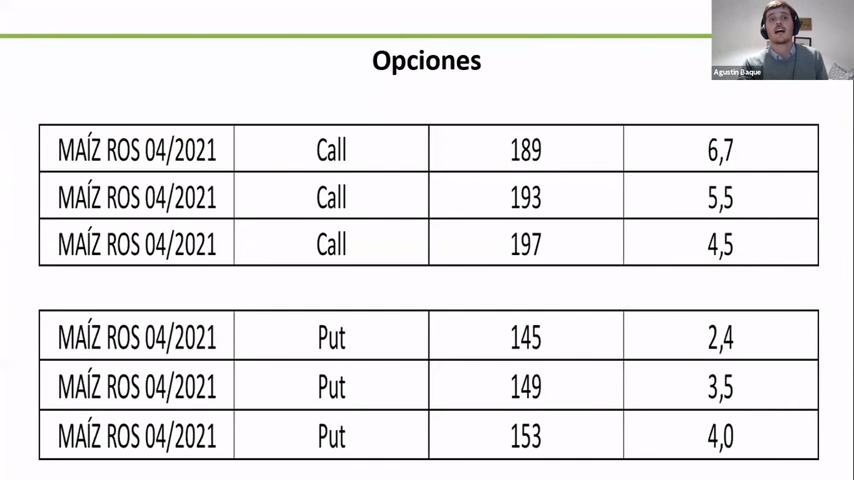 Agustin Baque
Opciones
MAÍZ ROS 04/2021 Call 189 6,7
MAÍZ ROS 04/2021 Call 193 5,5
MAÍZ ROS 04/2021 Call 197 4,5
MAÍZ ROS 04/2021 Put 145 2,4
MAÍZ ROS 04/2021 Put 149 3,5
MAÍZ ROS 04/2021 Put 153 4,0